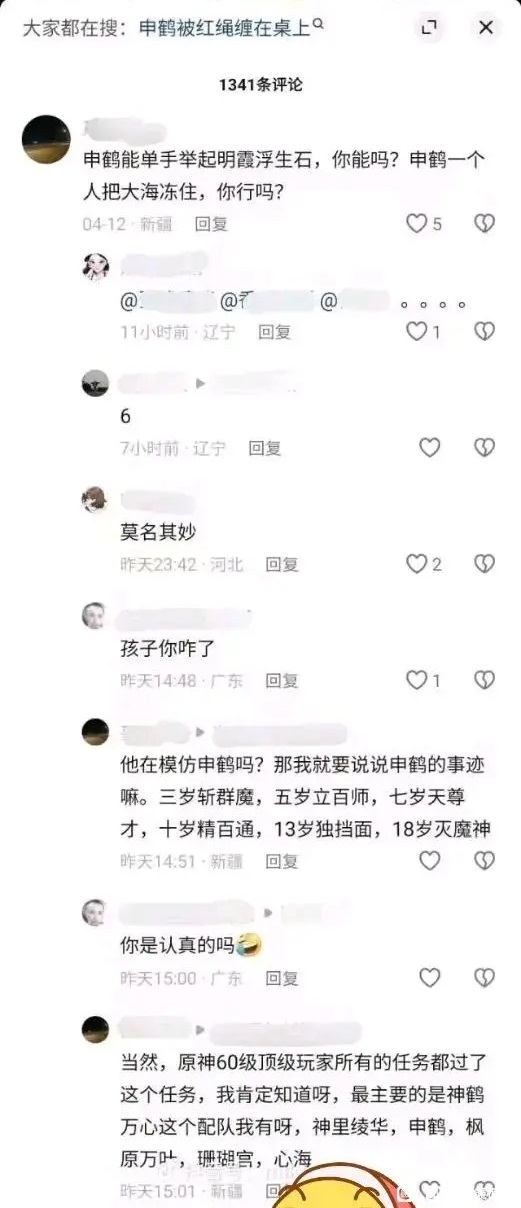 大家都在搜：申鹤被红绳缠在桌上
1341条评论
申鹤能单手举起明霞浮生石，你能吗？申鹤一个
人把大海冻住，你行吗？
04-12 · 新疆 回复
5
@ @ @ 。。。。
11小时前 · 辽宁 回复
1
6
7小时前 · 辽宁 回复
莫名其妙
昨天23:42 · 河北 回复
2
孩子你咋了
昨天14:48 · 广东 回复
1
他在模仿申鹤吗？那我就要说说申鹤的事迹
嘛。三岁斩群魔，五岁立百师，七岁天尊
才，十岁精百通，13岁独挡面，18岁灭魔神
昨天14:51 · 新疆 回复
你是认真的吗
昨天15:00 · 广东 回复
当然，原神60级顶级玩家所有的任务都过了
这个任务，我肯定知道呀，最主要的是神鹤
万心这个配队我有呀，神里绫华，申鹤，枫
原万叶，珊瑚宫，心海
昨天15:01 · 新疆